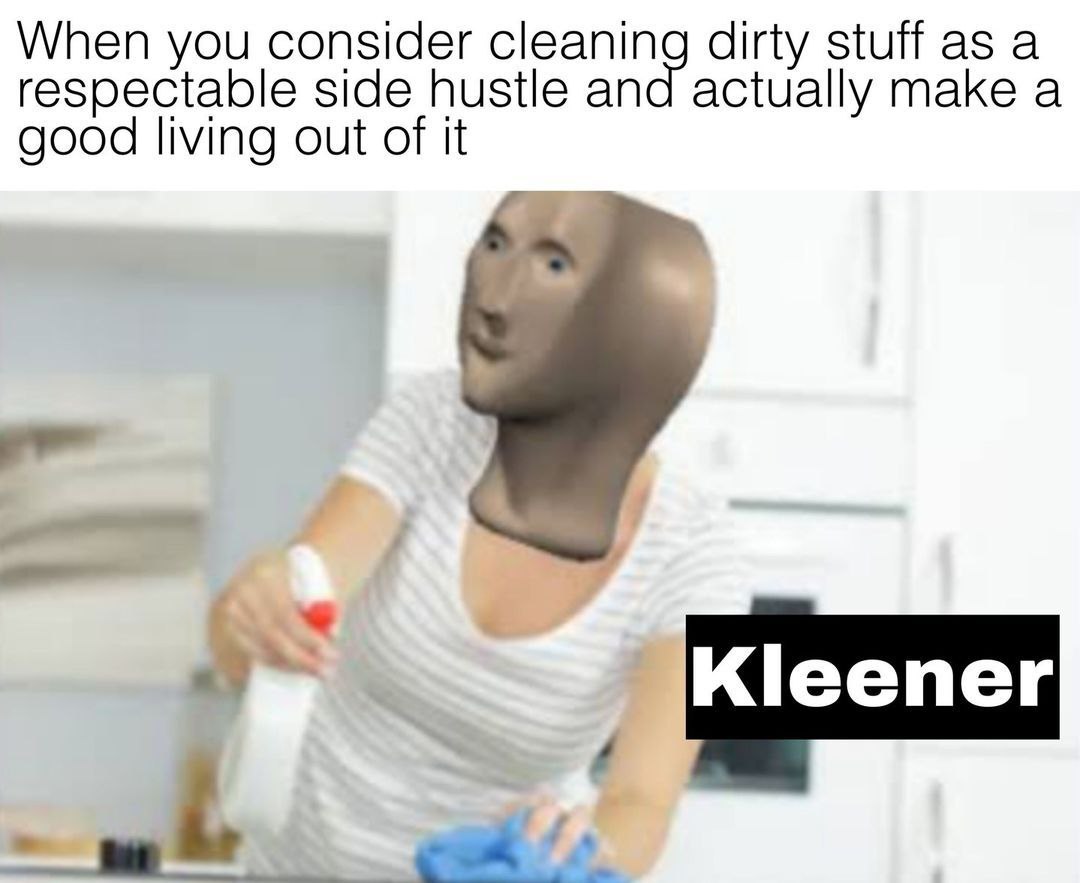 When you consider cleaning dirty stuff as a
respectable side hustle and actually make a
good living out of it
Kleener